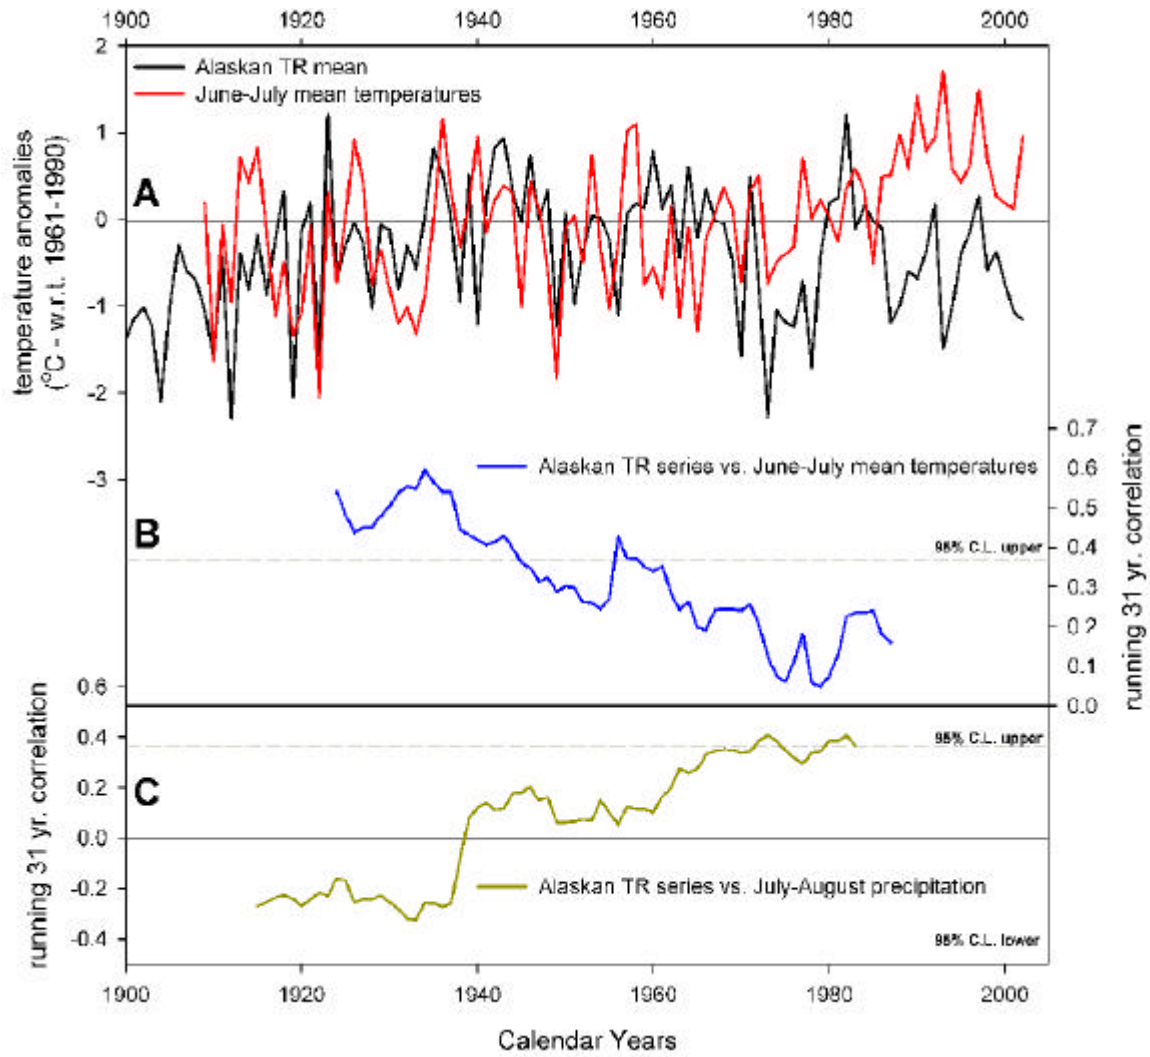 1900 1920 1940 1960 1980 2000
2
Alaskan TR mean
June-July mean temperatures
1
A
0
-1
-2
-3
temperature anomalies
(°C - w.r.t. 1961-1990)
0.7
Alaskan TR series vs. June-July mean temperatures
0.6
0.5
B
95% C.L. upper
0.4
0.3
0.2
0.1
0.0
running 31 yr. correlation
0.6
0.4
95% C.L. upper
C
0.2
0.0
-0.2
Alaskan TR series vs. July-August precipitation
-0.4
95% C.L. lower
running 31 yr. correlation
1900 1920 1940 1960 1980 2000
Calendar Years